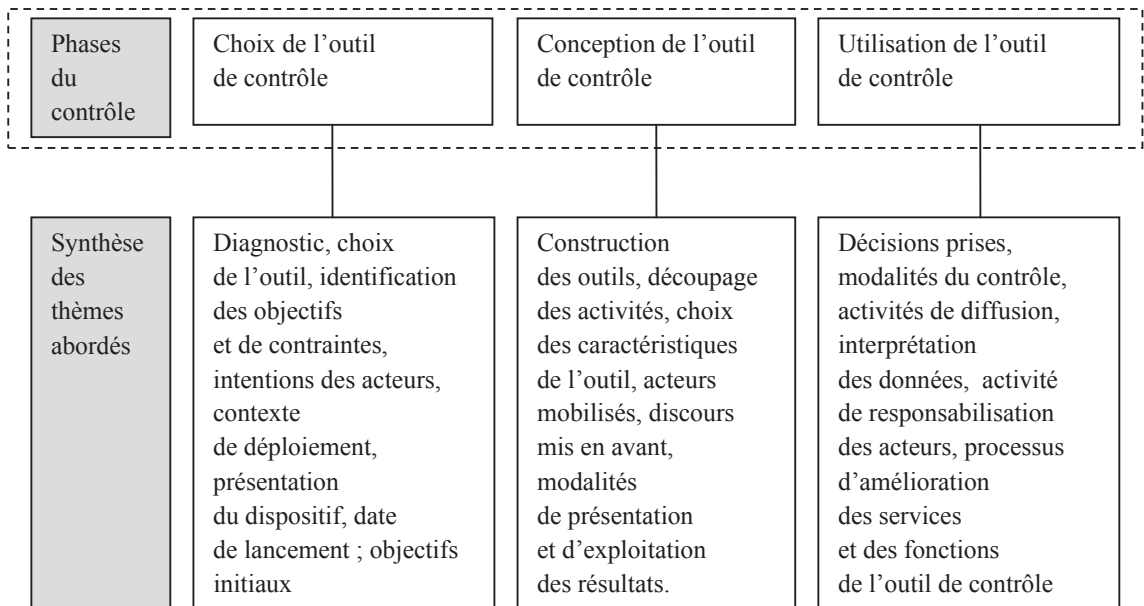 Phases
du
contrôle
Choix de l’outil
de contrôle
Conception de l’outil
de contrôle
Utilisation de l’outil
de contrôle
Synthèse
des
thèmes
abordés
Diagnostic, choix
de l’outil, identification
des objectifs
et de contraintes,
intentions des acteurs,
contexte
de déploiement,
présentation
du dispositif, date
de lancement ; objectifs
initiaux
Construction
des outils, découpage
des activités, choix
des caractéristiques
de l’outil, acteurs
mobilisés, discours
mis en avant,
modalités
de présentation
et d’exploitation
des résultats.
Décisions prises,
modalités du contrôle,
activités de diffusion,
interprétation
des données, activité
de responsabilisation
des acteurs, processus
d’amélioration
des services
et des fonctions
de l’outil de contrôle